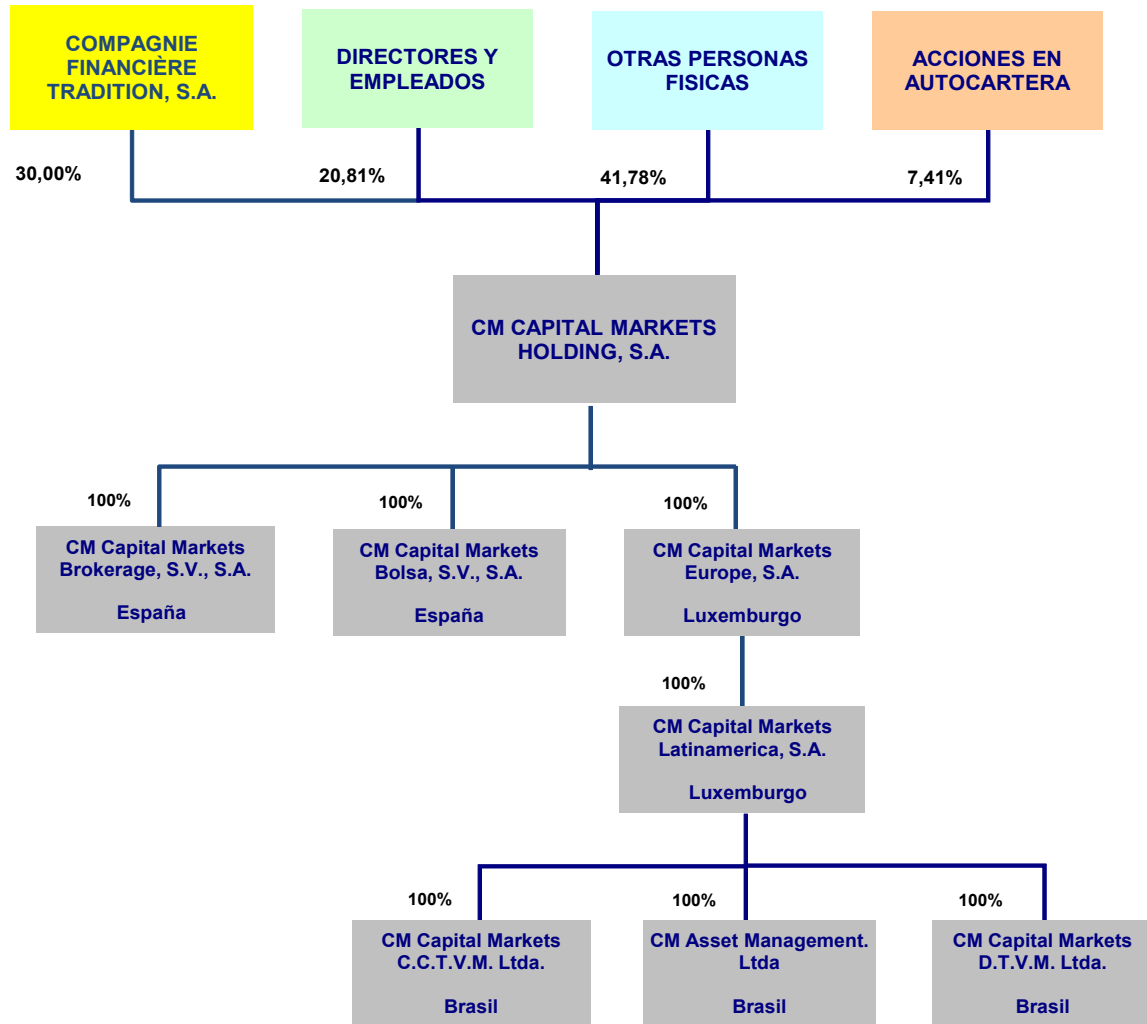 COMPAGNIE
FINANCIÈRE
TRADITION, S.A.
DIRECTORES Y
EMPLEADOS
OTRAS PERSONAS
FISICAS
ACCIONES EN
AUTOCARTERA
30,00%
20,81%
41,78%
7,41%
CM CAPITAL MARKETS
HOLDING, S.A.
100%
100%
100%
CM Capital Markets
Brokerage, S.V., S.A.
España
CM Capital Markets
Bolsa, S.V., S.A.
España
CM Capital Markets
Europe, S.A.
Luxemburgo
100%
CM Capital Markets
Latinamerica, S.A.
Luxemburgo
100%
100%
100%
CM Capital Markets
C.C.T.V.M. Ltda.
Brasil
CM Asset Management.
Ltda
Brasil
CM Capital Markets
D.T.V.M. Ltda.
Brasil